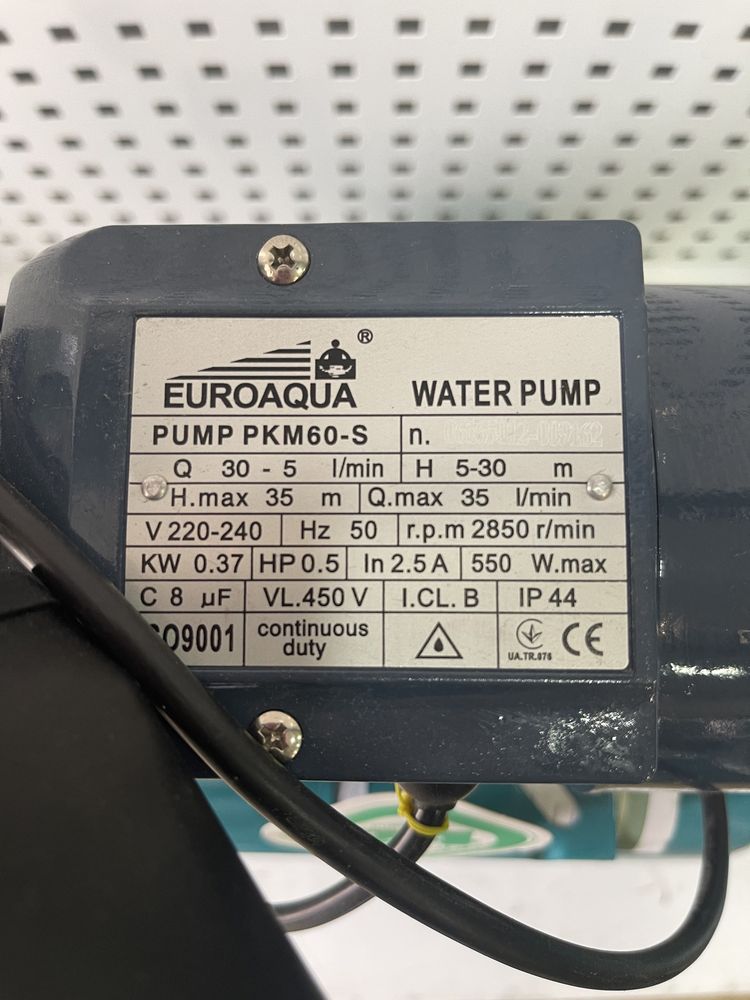 ®
EUROAQUA WATER PUMP
PUMP PKM60-S n.
Q 30 - 5 l/min H 5-30 m
H.max 35 m Q.max 35 l/min
V 220-240 Hz 50 r.p.m 2850 r/min
KW 0.37 HP 0.5 In 2.5 A 550 W.max
C 8 µF VL.450 V I.CL. B IP 44
SO9001 continuous duty UA.TR.076 CE